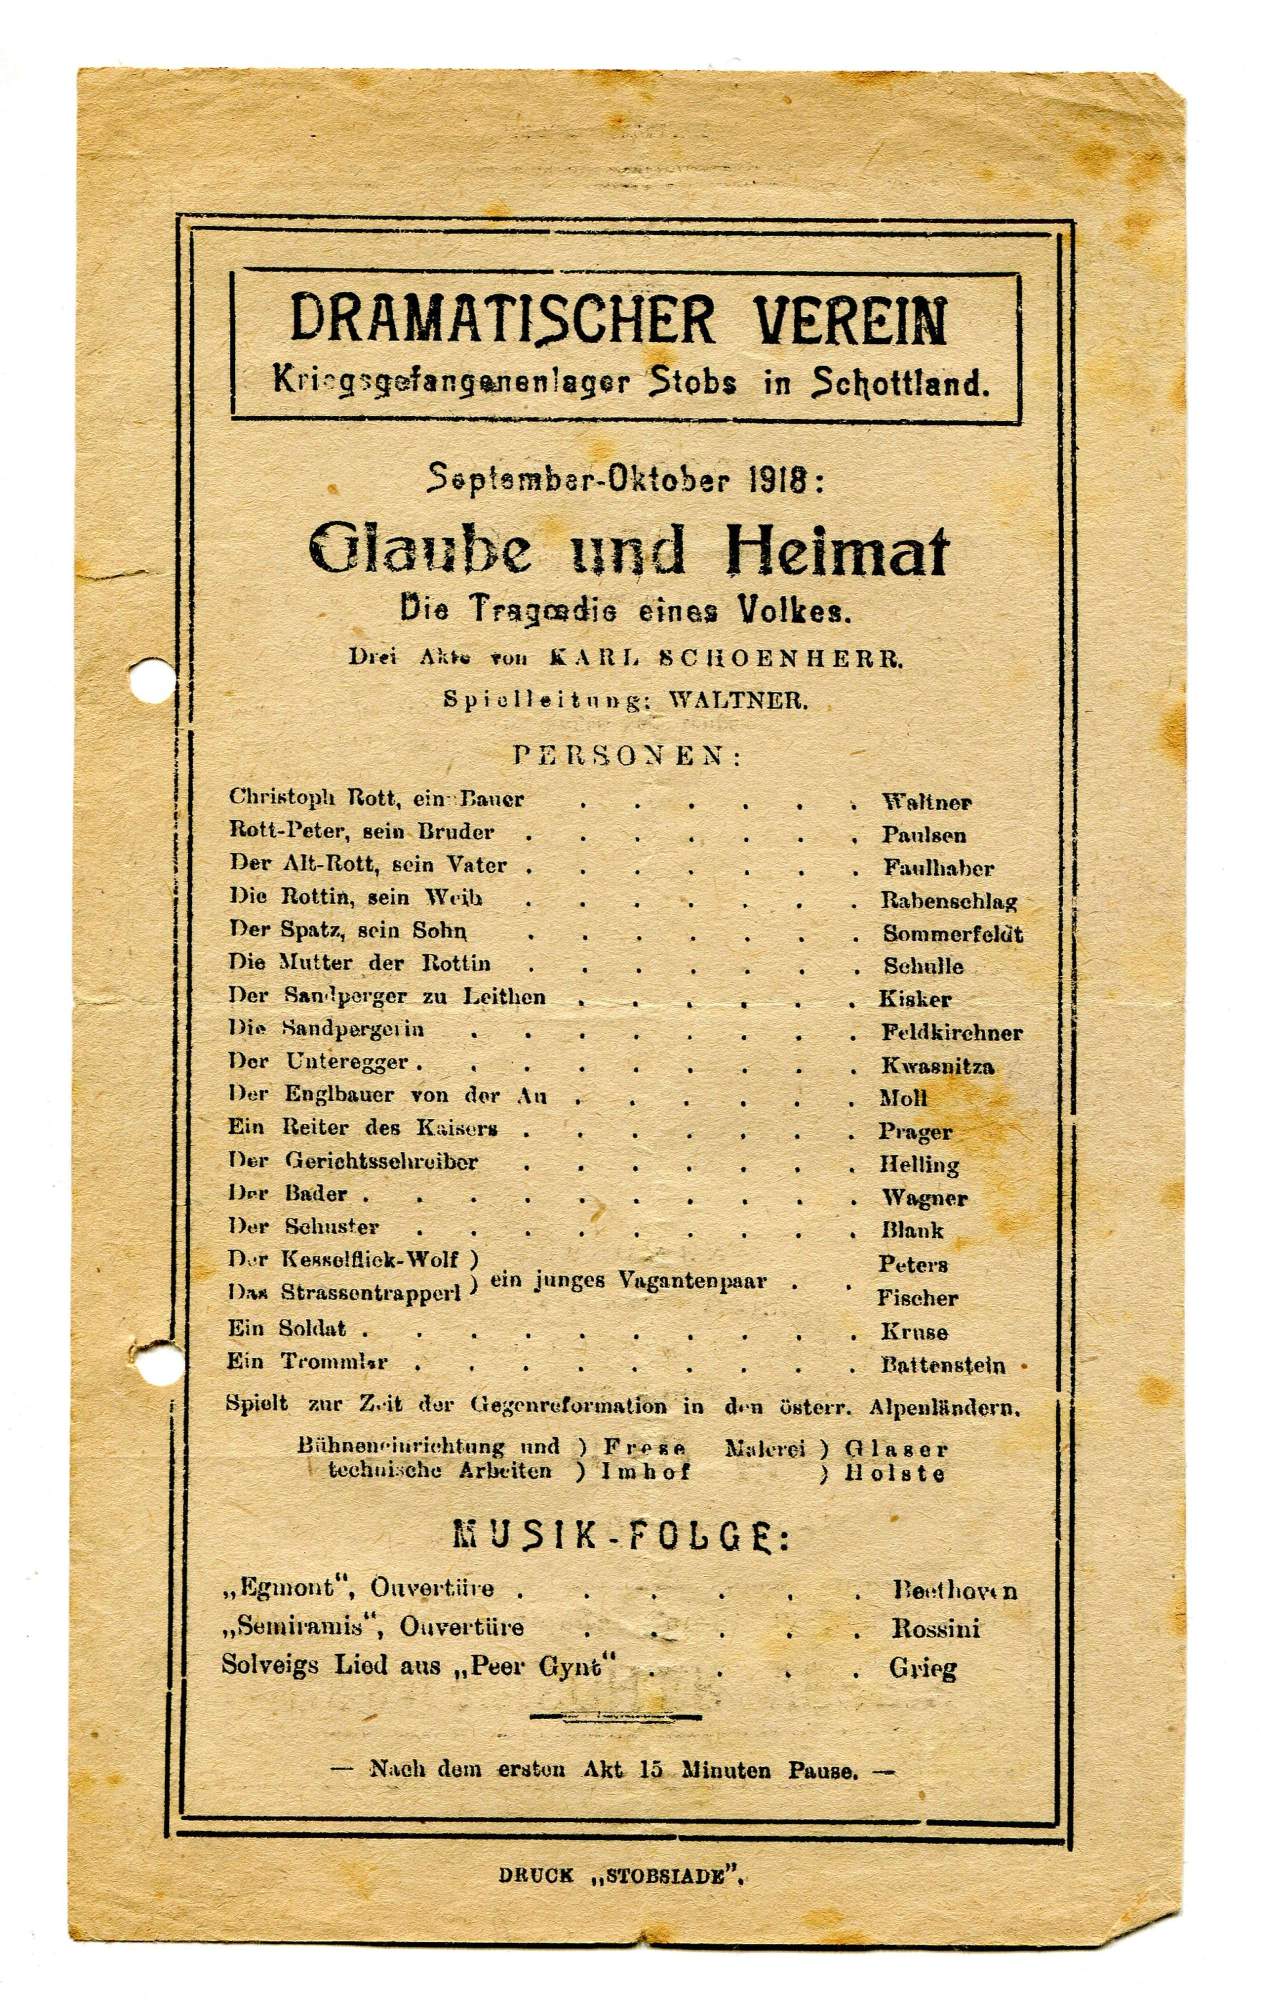 DRAMATISCHER VEREIN
Kriegsgefangenenlager Stobs in Schottland.
September-Oktober 1918:
Glaube und Heimat
Die Tragœdie eines Volkes.
Drei Akte von KARL SCHOENHERR.
Spielleitung: WALTNER.
PERSONEN:
Christoph Rott, ein Bauer . . . . . . Waltner
Rott-Peter, sein Bruder . . . . . . . Paulsen
Der Alt-Rott, sein Vater . . . . . . . Faulhaber
Die Rottin, sein Weib . . . . . . . Rabenschlag
Der Spatz, sein Sohn . . . . . . . Sommerfeldt
Die Mutter der Rottin . . . . . . . Schulle
Der Sandperger zu Leithen . . . . . . Kisker
Die Sandpergerin . . . . . . . . Feldkirchner
Der Unteregger . . . . . . . . . Kwasnitza
Der Englbauer von der Au . . . . . . Moll
Ein Reiter des Kaisers . . . . . . . Prager
Der Gerichtsschreiber . . . . . . . Helling
Der Bader . . . . . . . . . . Wagner
Der Schuster . . . . . . . . . Blank
Der Kesselflick-Wolf ) Peters
ein junges Vagantenpaar . .
Das Strassentrapperl ) Fischer
Ein Soldat . . . . . . . . . . Kruse
Ein Trommler . . . . . . . . . Battenstein
Spielt zur Zeit der Gegenreformation in den österr. Alpenländern.
Bühneneinrichtung und ) Frese Malerei ) Glaser
technische Arbeiten ) Imhof ) Holste
MUSIK-FOLGE:
„Egmont“, Ouvertüre . . . . . . Beethoven
„Semiramis“, Ouvertüre . . . . . Rossini
Solveigs Lied aus „Peer Gynt“ . . . . Grieg
— Nach dem ersten Akt 15 Minuten Pause. —
DRUCK „STOBSIADE”.